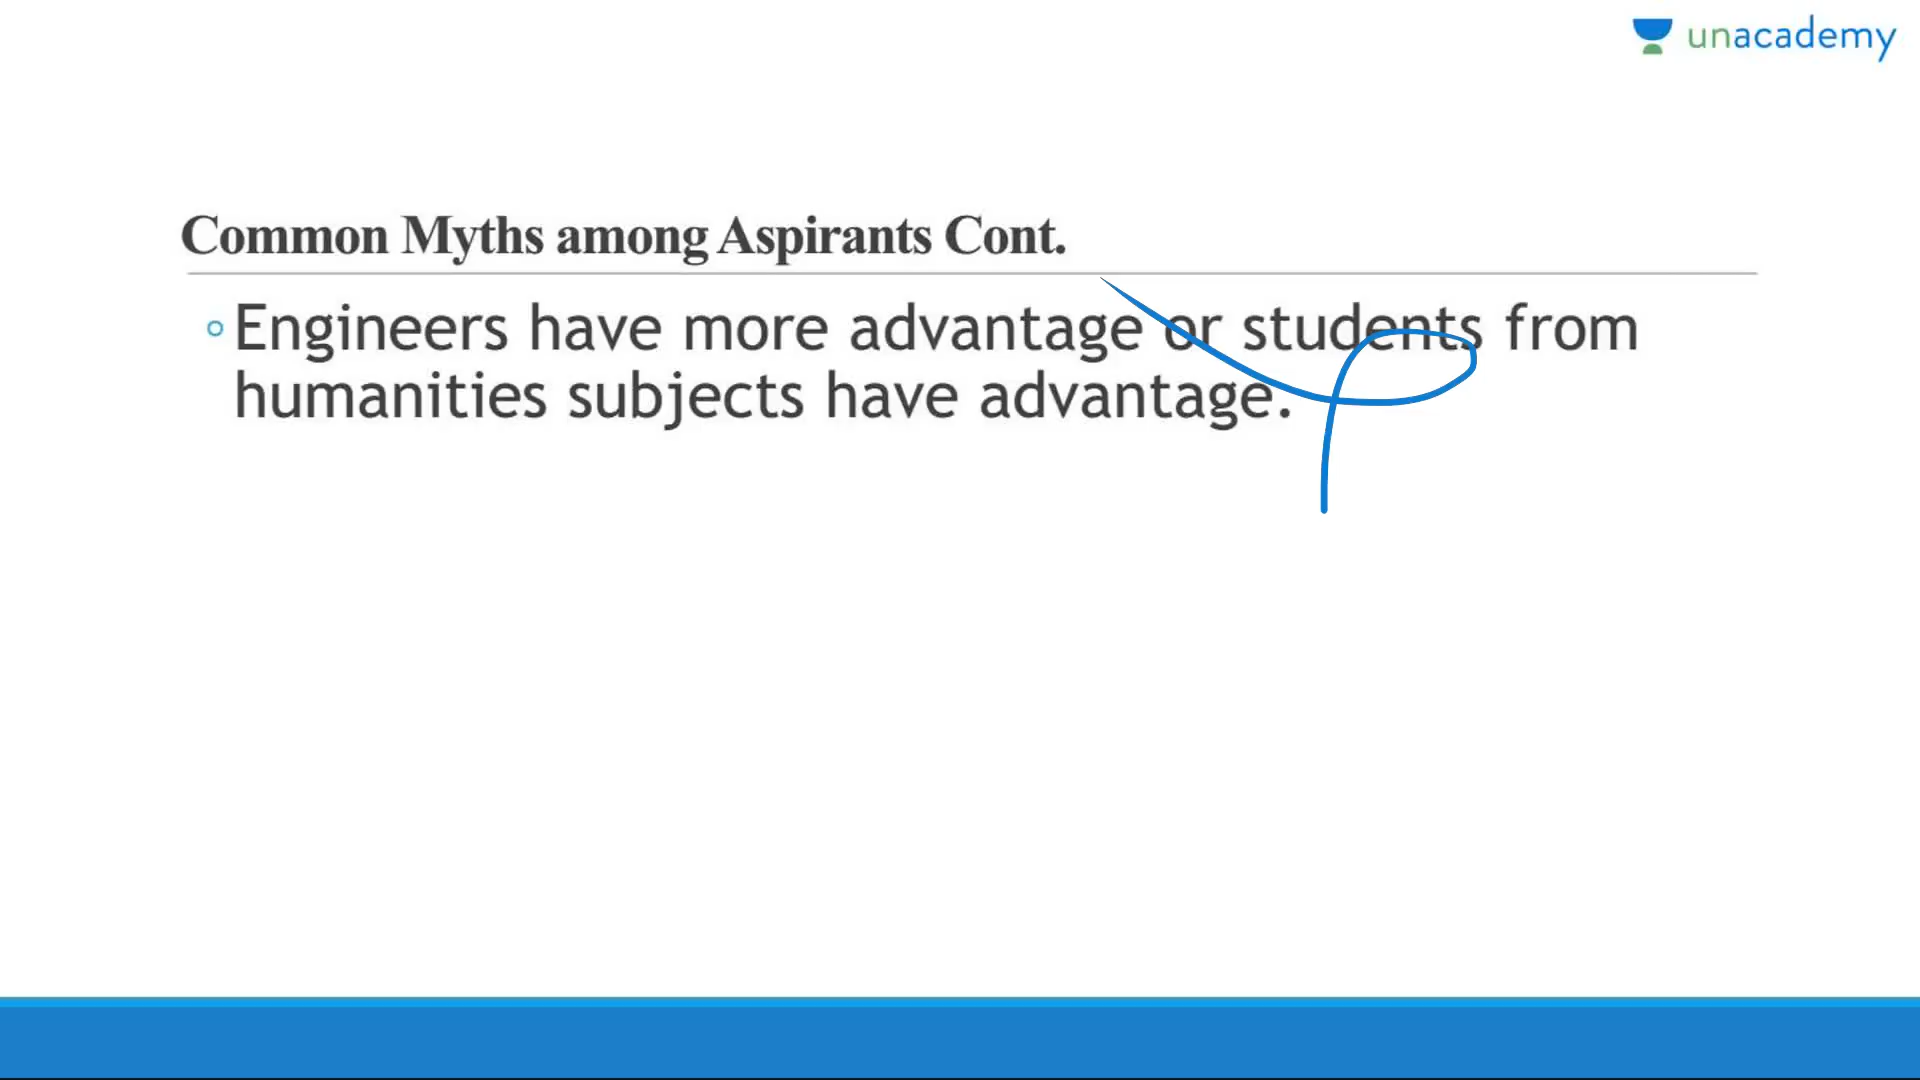 unacademy
Common Myths among Aspirants Cont.
Engineers have more advantage or students from
humanities subjects have advantage.